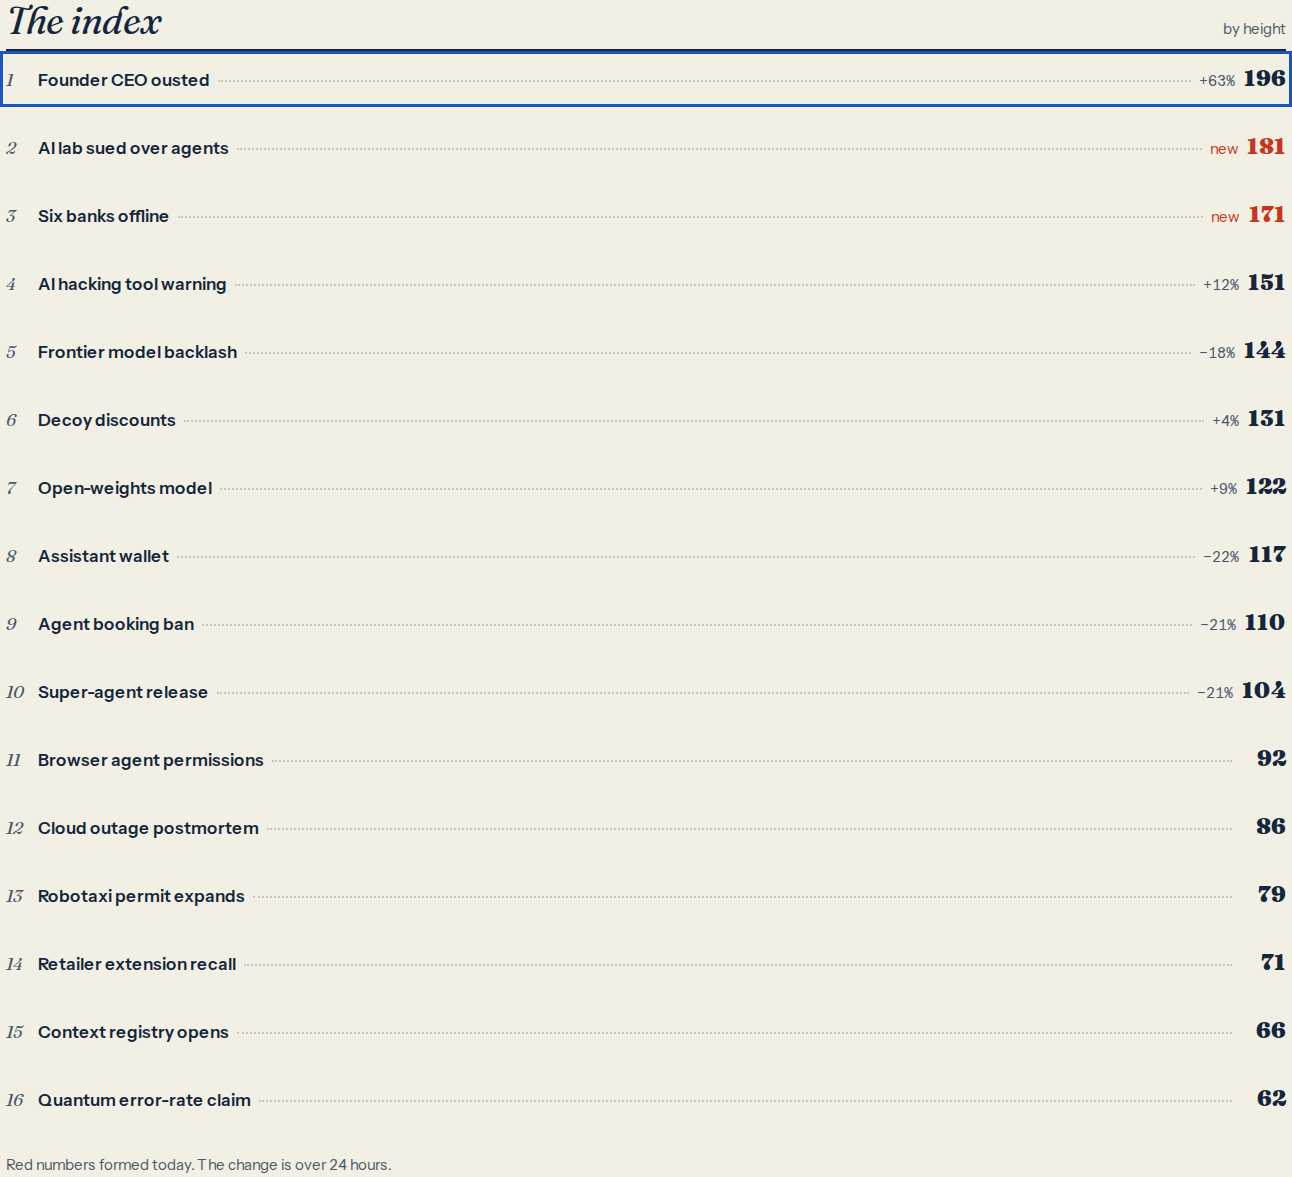 The index
by height
1 Founder CEO ousted +63% 196
2 AI lab sued over agents new 181
3 Six banks offline new 171
4 AI hacking tool warning +12% 151
5 Frontier model backlash −18% 144
6 Decoy discounts +4% 131
7 Open-weights model +9% 122
8 Assistant wallet −22% 117
9 Agent booking ban −21% 110
10 Super-agent release −21% 104
11 Browser agent permissions 92
12 Cloud outage postmortem 86
13 Robotaxi permit expands 79
14 Retailer extension recall 71
15 Context registry opens 66
16 Quantum error-rate claim 62
Red numbers formed today. The change is over 24 hours.